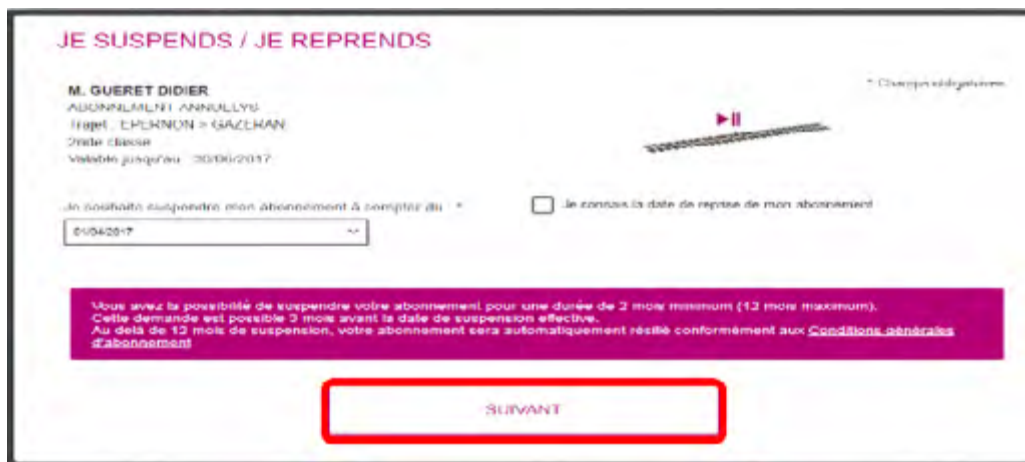 JE SUSPENDS / JE REPRENDS
* Champs obligatoires
M. GUERET DIDIER
ABONNEMENT ANNUEL
Trajet : EPERNON > GAZERAN
2nde classe
Valable jusqu'au : 30/06/2017
Je souhaite suspendre mon abonnement à compter du : *
Je connais la date de reprise de mon abonnement
01/04/2017
Vous avez la possibilité de suspendre votre abonnement pour une durée de 2 mois minimum (12 mois maximum).
Cette demande est possible 3 mois avant la date de suspension effective.
Au delà de 12 mois de suspension, votre abonnement sera automatiquement résilié conformément aux Conditions générales
d'abonnement
SUIVANT